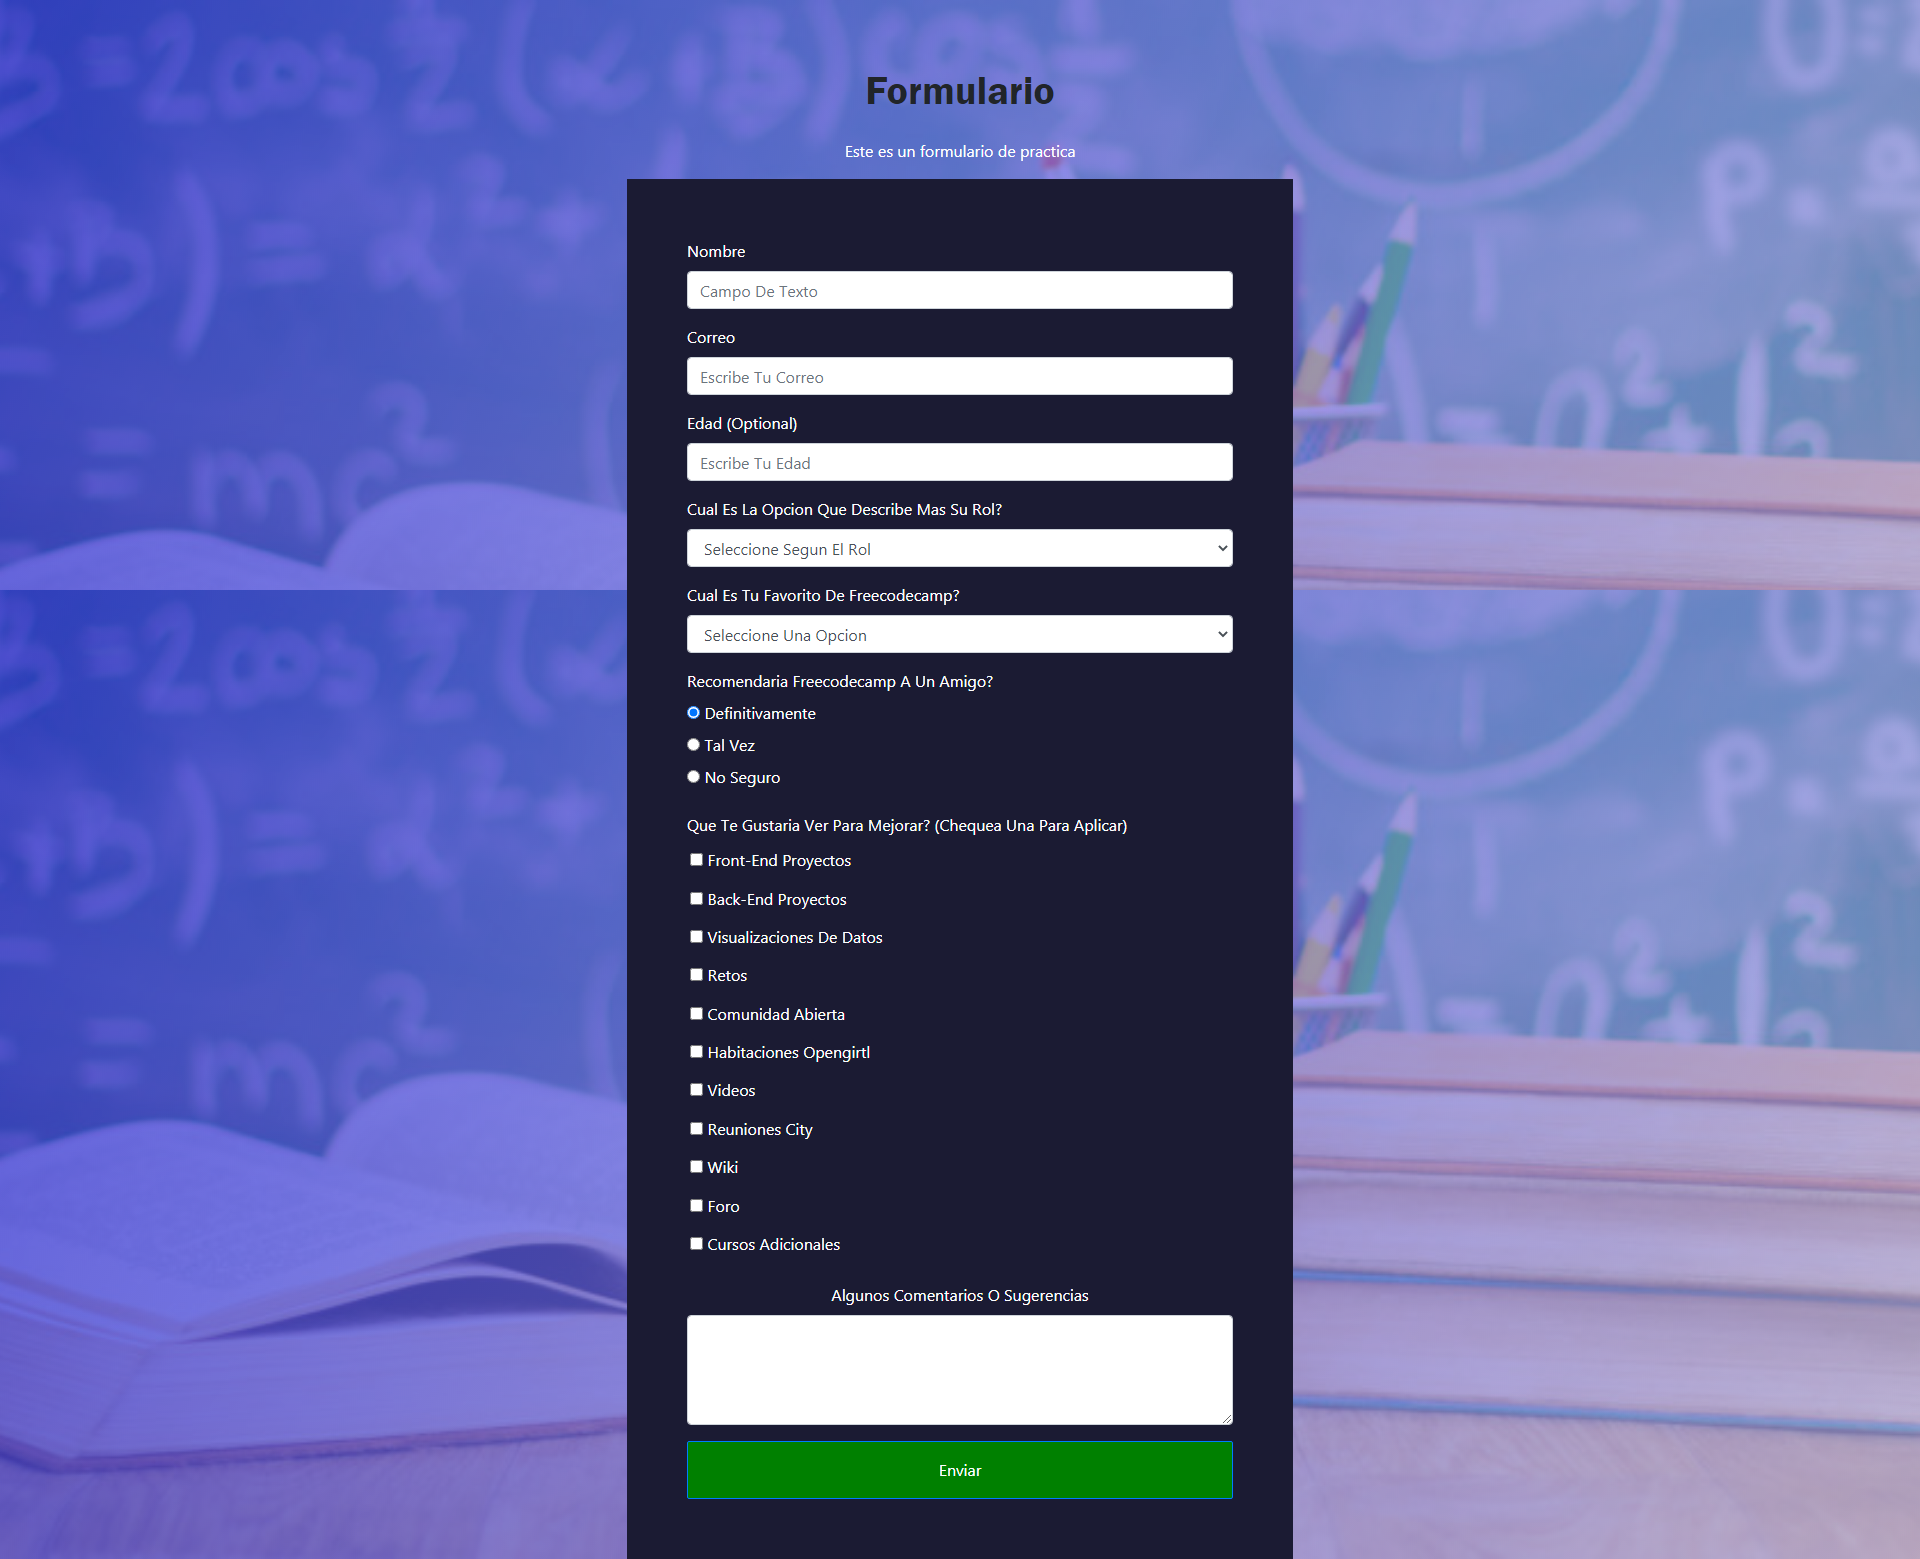 Formulario
Este es un formulario de practica
Nombre
Campo De Texto
Correo
Escribe Tu Correo
Edad (Optional)
Escribe Tu Edad
Cual Es La Opcion Que Describe Mas Su Rol?
Seleccione Segun El Rol
Cual Es Tu Favorito De Freecodecamp?
Seleccione Una Opcion
Recomendaria Freecodecamp A Un Amigo?
Definitivamente
Tal Vez
No Seguro
Que Te Gustaria Ver Para Mejorar? (Chequea Una Para Aplicar)
Front-End Proyectos
Back-End Proyectos
Visualizaciones De Datos
Retos
Comunidad Abierta
Habitaciones Opengirtl
Videos
Reuniones City
Wiki
Foro
Cursos Adicionales
Algunos Comentarios O Sugerencias
Enviar